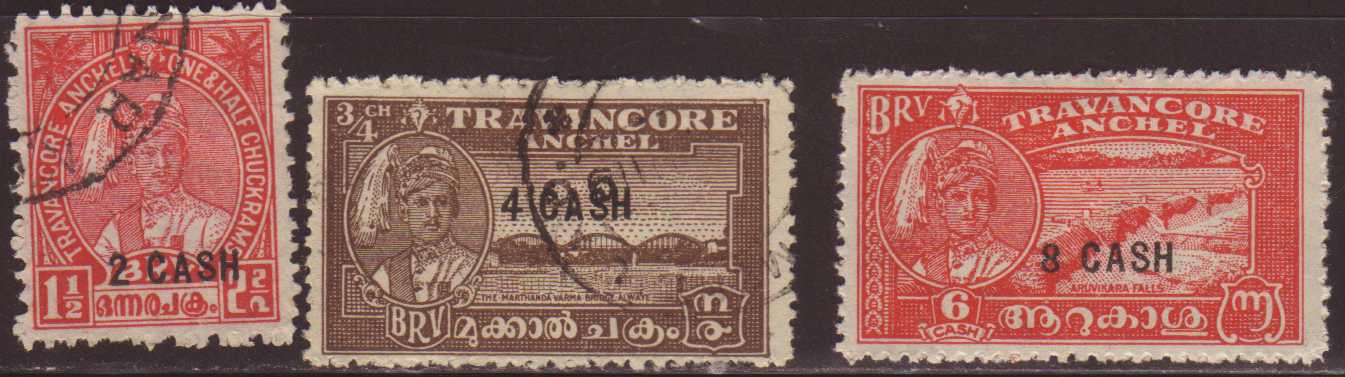 TRAVANCORE ANCHEL ONE & HALF CHUCKRAM
2 CASH
1½
ഒന്നരചക്രം
¾ CH
TRAVANCORE
ANCHEL
4 CASH
THE MARTHANDA VARMA BRIDGE, ALWAYE
BRV മുക്കാൽ ചക്രം
BRV
TRAVANCORE
ANCHEL
8 CASH
ARUVIKARA FALLS
6
CASH
ആറുകാശ